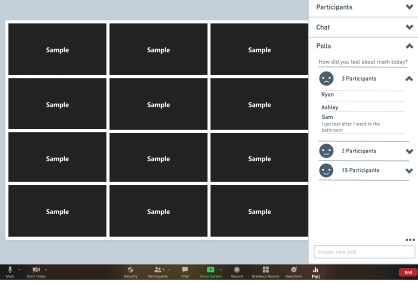 Participants
Chat
Polla
How did you feel about math today?
3 Participants
Ryan
Ashley
Sam
I got lost after I went to the
bathroom
2 Participants
15 Participants
create new poll
Sample Sample Sample
Sample Sample Sample
Sample Sample Sample
Sample Sample Sample
Mute Start Video Security Participants Chat Share Screen Record Breakout Rooms Reactions Poll End